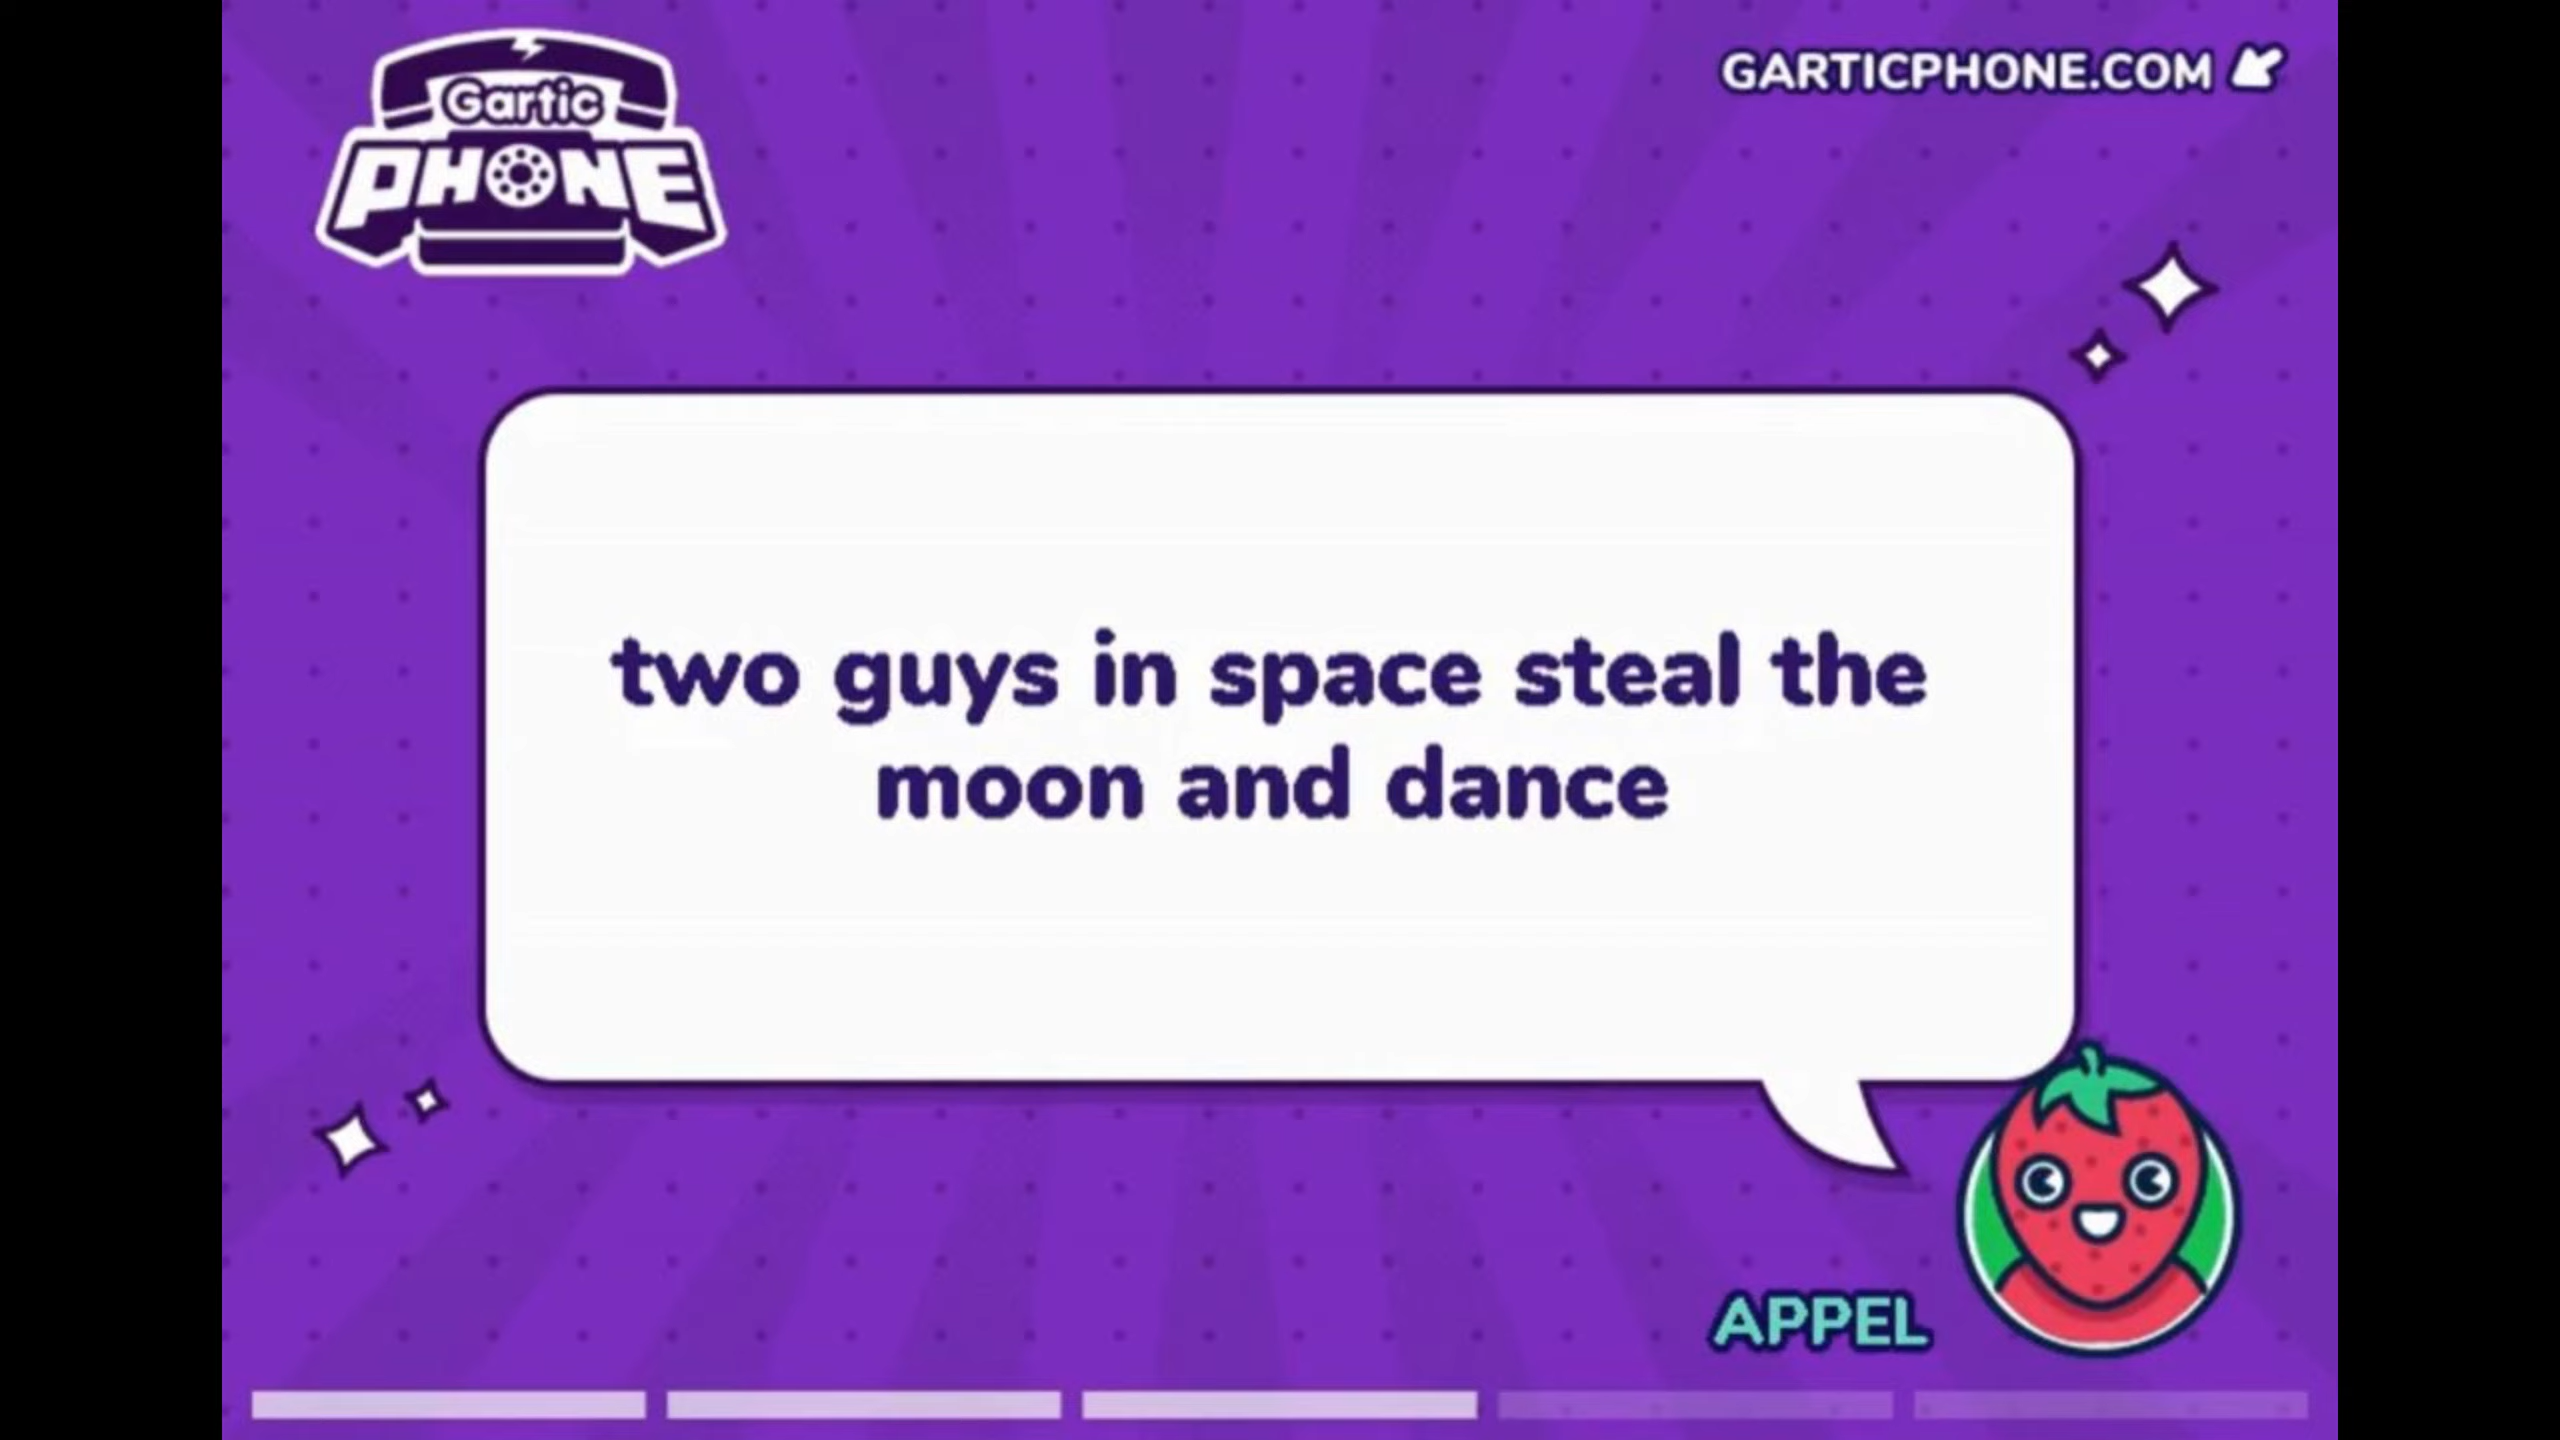 Gartic
PHONE
GARTICPHONE.COM
two guys in space steal the
moon and dance
APPEL